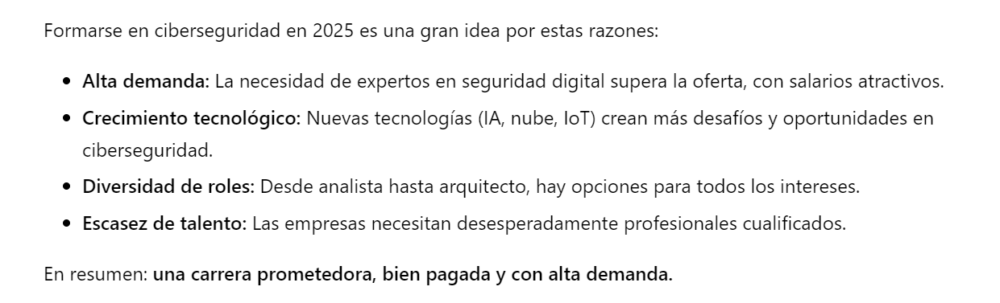 Formarse en ciberseguridad en 2025 es una gran idea por estas razones:
• Alta demanda: La necesidad de expertos en seguridad digital supera la oferta, con salarios atractivos.
• Crecimiento tecnológico: Nuevas tecnologías (IA, nube, IoT) crean más desafíos y oportunidades en
ciberseguridad.
• Diversidad de roles: Desde analista hasta arquitecto, hay opciones para todos los intereses.
• Escasez de talento: Las empresas necesitan desesperadamente profesionales cualificados.
En resumen: una carrera prometedora, bien pagada y con alta demanda.